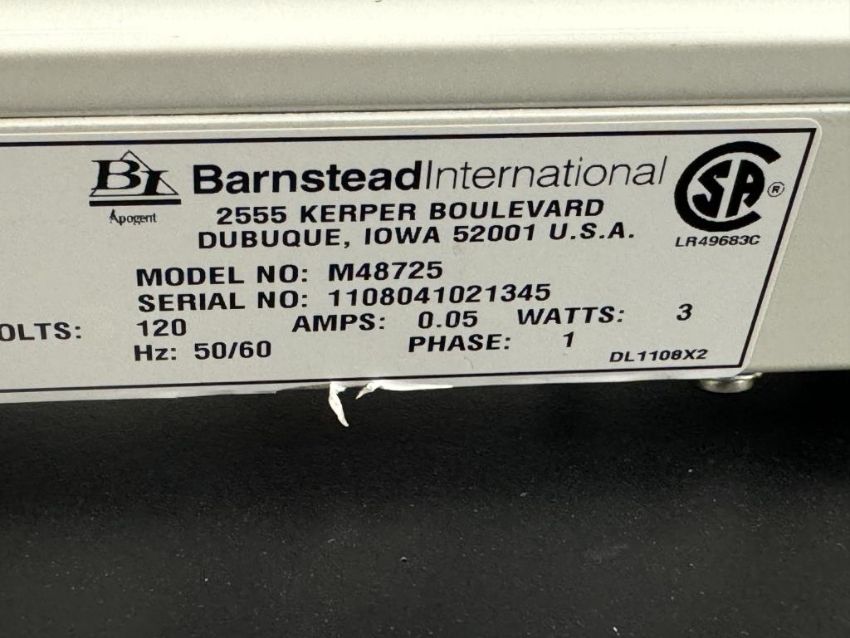 BI BarnsteadInternational
Apogent
2555 KERPER BOULEVARD
DUBUQUE, IOWA 52001 U.S.A.
SA ®
LR49683C
MODEL NO: M48725
SERIAL NO: 1108041021345
OLTS: 120 AMPS: 0.05 WATTS: 3
Hz: 50/60 PHASE: 1
DL1108X2